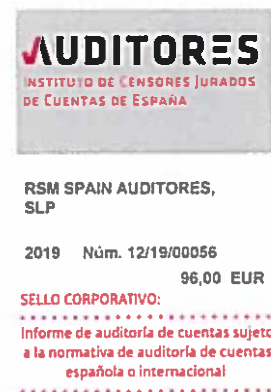 AUDITORES
INSTITUTO DE CENSORES JURADOS
DE CUENTAS DE ESPAÑA
RSM SPAIN AUDITORES,
SLP
2019 Núm. 12/19/00056
96,00 EUR
SELLO CORPORATIVO:
Informe de auditoría de cuentas sujeto
a la normativa de auditoría de cuentas
española o internacional